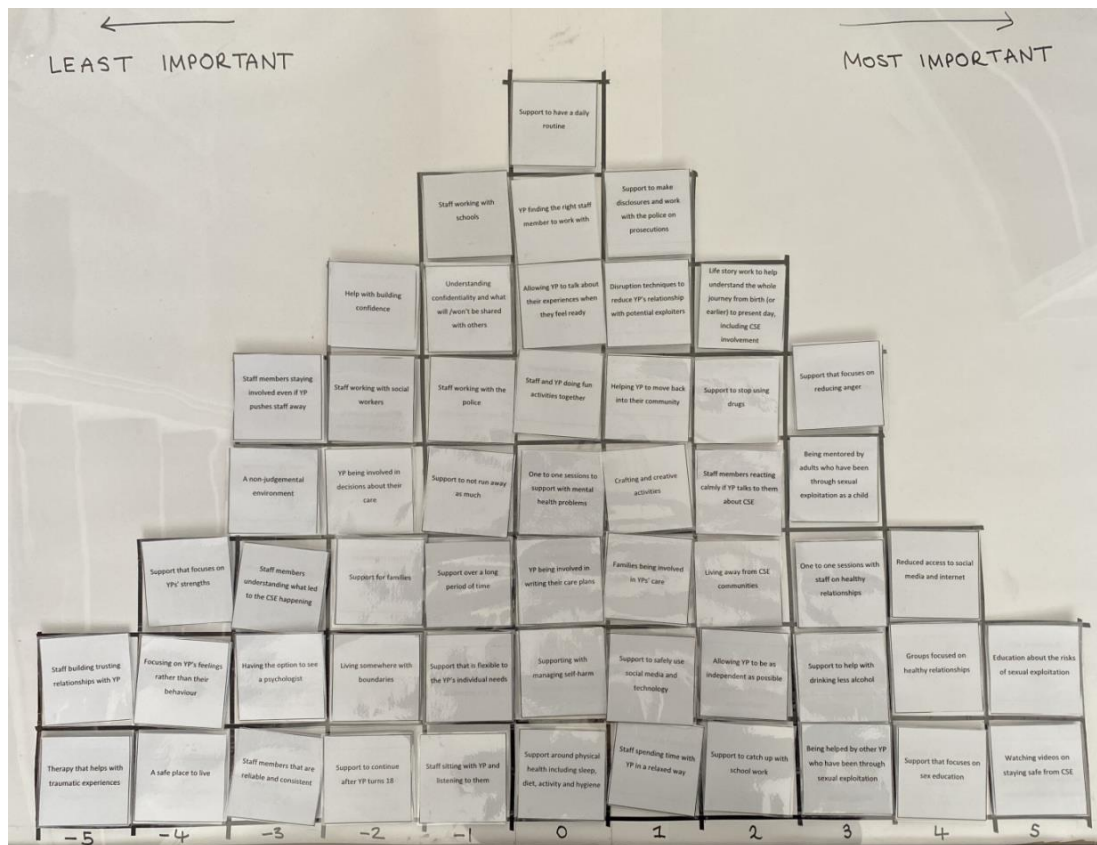 LEAST IMPORTANT
MOST IMPORTANT
Support to have a daily
routine
Staff working with
schools
YP finding the right staff
member to work with
Support to make
disclosures and work
with the police on
prosecutions
Help with building
confidence
Understanding
confidentiality and what
will /won't be shared
with others
Allowing YP to talk about
their experiences when
they feel ready
Disruption techniques to
reduce YP's relationship
with potential exploiters
Life story work to help
understand the whole
journey from birth (or
earlier) to present day,
including CSE
involvement
Staff members staying
involved even if YP
pushes staff away
Staff working with social
workers
Staff working with the
police
Staff and YP doing fun
activities together
Helping YP to move back
into their community
Support to stop using
drugs
Support that focuses on
reducing anger
A non-judgemental
environment
YP being involved in
decisions about their
care
Support to not run away
as much
One to one sessions to
support with mental
health problems
Crafting and creative
activities
Staff members reacting
calmly if YP talks to them
about CSE
Being mentored by
adults who have been
through sexual
exploitation as a child
Support that focuses on
YPs' strengths
Staff members
understanding what led
to the CSE happening
Support for families
Support over a long
period of time
YP being involved in
writing their care plans
Families being involved
in YPs' care
Living away from CSE
communities
One to one sessions with
staff on healthy
relationships
Reduced access to social
media and internet
Staff building trusting
relationships with YP
Focusing on YP's feelings
rather than their
behaviour
Having the option to see
a psychologist
Living somewhere with
boundaries
Support that is flexible to
the YP's individual needs
Supporting with
managing self-harm
Support to safely use
social media and
technology
Allowing YP to be as
independent as possible
Support to help with
drinking less alcohol
Groups focused on
healthy relationships
Education about the risks
of sexual exploitation
Therapy that helps with
traumatic experiences
A safe place to live
Staff members that are
reliable and consistent
Support to continue
after YP turm 18
Staff sitting with YP and
listening to them
Support around physical
health including sleep,
diet, activity and hygiene
Staff spending time with
YP in a relaxed way
Support to catch up with
school work
Being helped by other YP
who have been through
sexual exploitation
Support that focuses on
sex education
Watching videos on
staying safe from CSE
-5 -4 -3 -2 -1 0 1 2 3 4 5